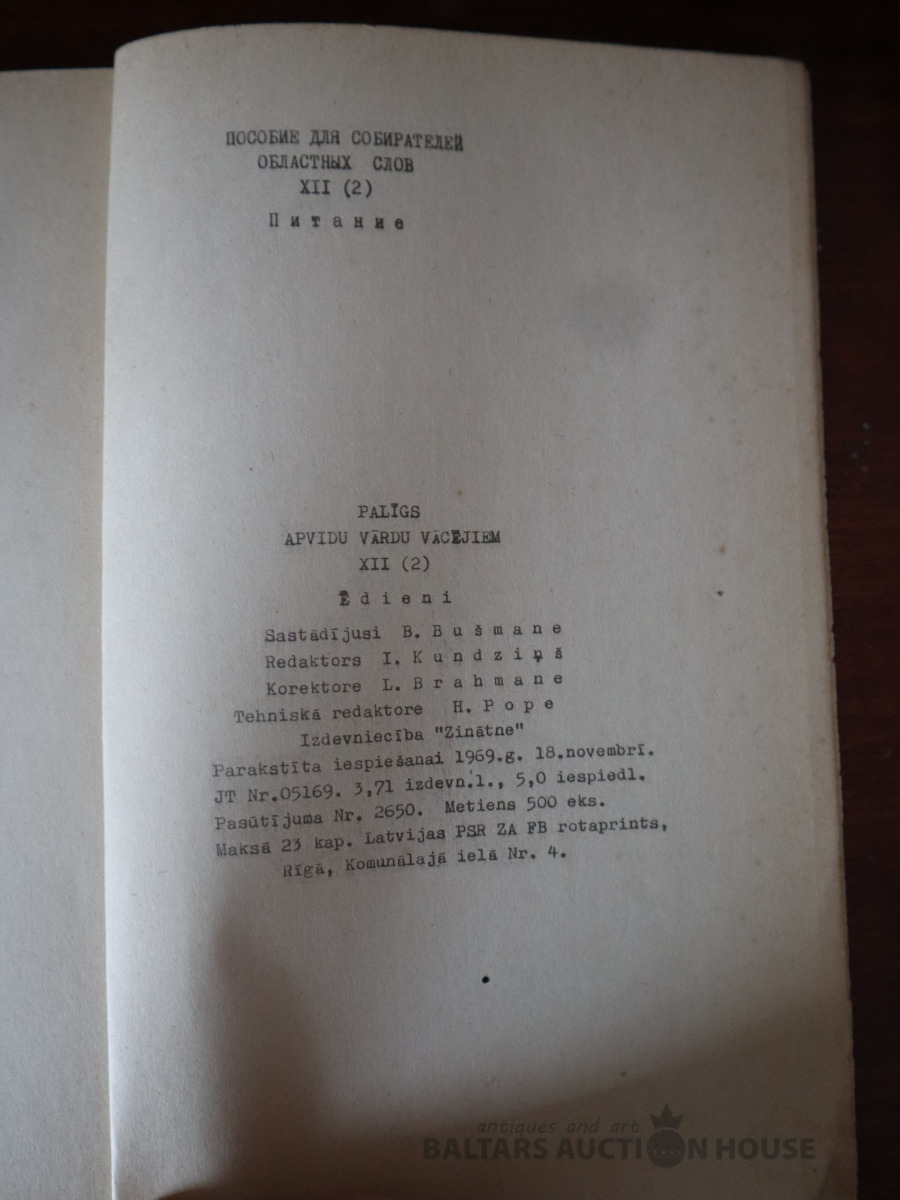 ПОСОБИЕ ДЛЯ СОБИРАТЕЛЕЙ
ОБЛАСТНЫХ СЛОВ
XII (2)
Питание
PALĪGS
APVIDU VĀRDU VĀCĒJIEM
XII (2)
Ēdieni
Sastādījusi B. Bušmane
Redaktors I. Kundziņš
Korektore L. Brahmane
Tehniskā redaktore H. Pope
Izdevniecība "Zinātne"
Parakstīta iespiešanai 1969.g. 18.novembrī.
JT Nr.05169. 3,71 izdevn.l., 5,0 iespiedl.
Pasūtījuma Nr. 2650. Metiens 500 eks.
Maksā 23 kap. Latvijas PSR ZA FB rotaprints,
Rīgā, Komunālajā ielā Nr. 4.
antiques and art
BALTARS AUCTION HOUSE